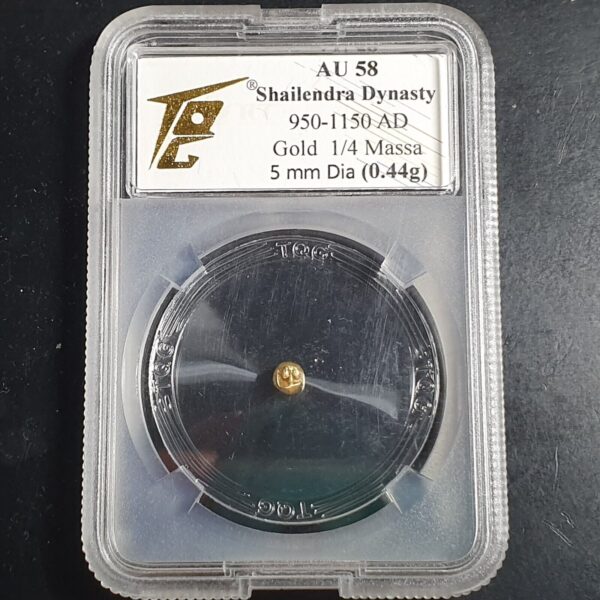 TQG®
AU 58
Shailendra Dynasty
950-1150 AD
Gold 1/4 Massa
5 mm Dia (0.44g)
TQG
TQG
TQG
TQG